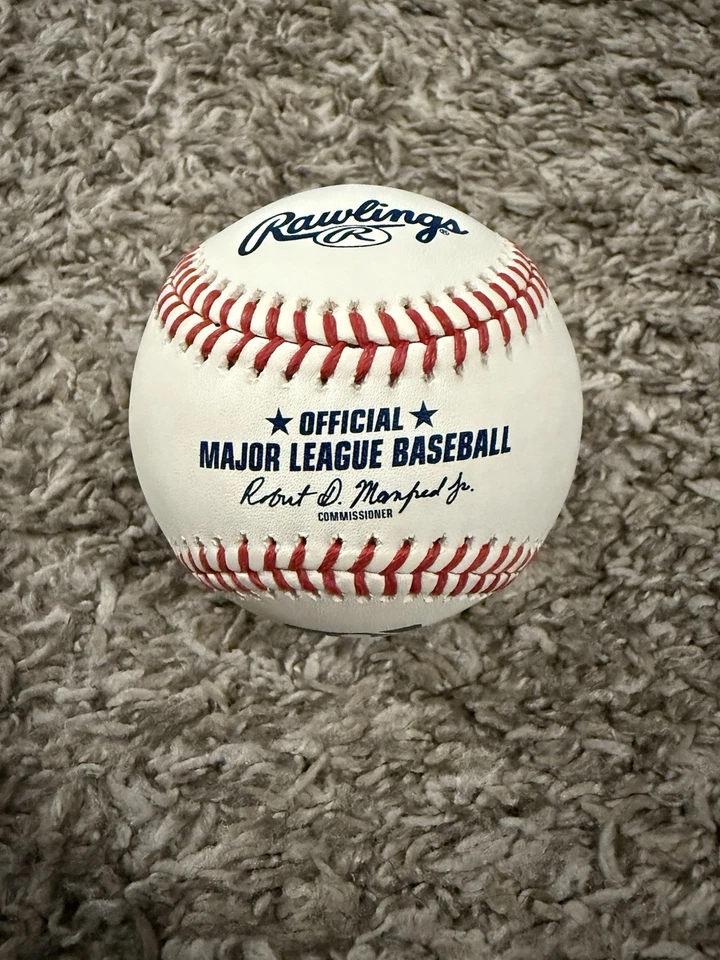 Rawlings®
R
★ OFFICIAL ★
MAJOR LEAGUE BASEBALL
Robert D. Manfred Jr.
COMMISSIONER